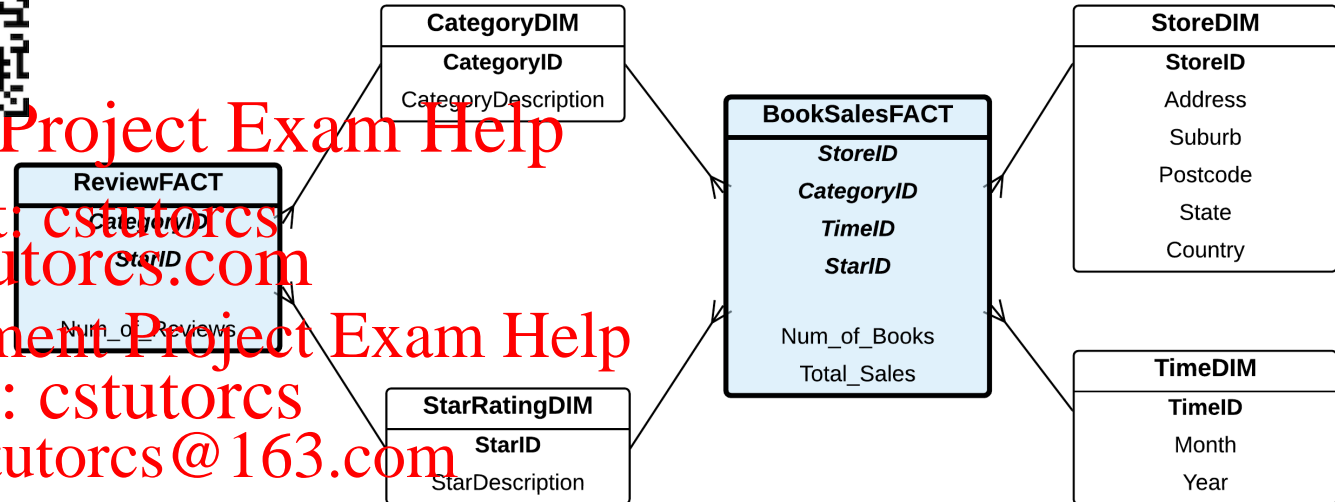 CategoryDIM
CategoryID
CategoryDescription
StoreDIM
StoreID
Address
Suburb
Postcode
State
Country
BookSalesFACT
StoreID
CategoryID
TimeID
StarID
Num_of_Books
Total_Sales
Project Exam Help
ReviewFACT
CategoryID
: cstutorcs
StarID
utorcs.com
Num_of_Reviews
ment Project Exam Help
: cstutorcs
StarRatingDIM
StarID
StarDescription
tutorcs@163.com
TimeDIM
TimeID
Month
Year